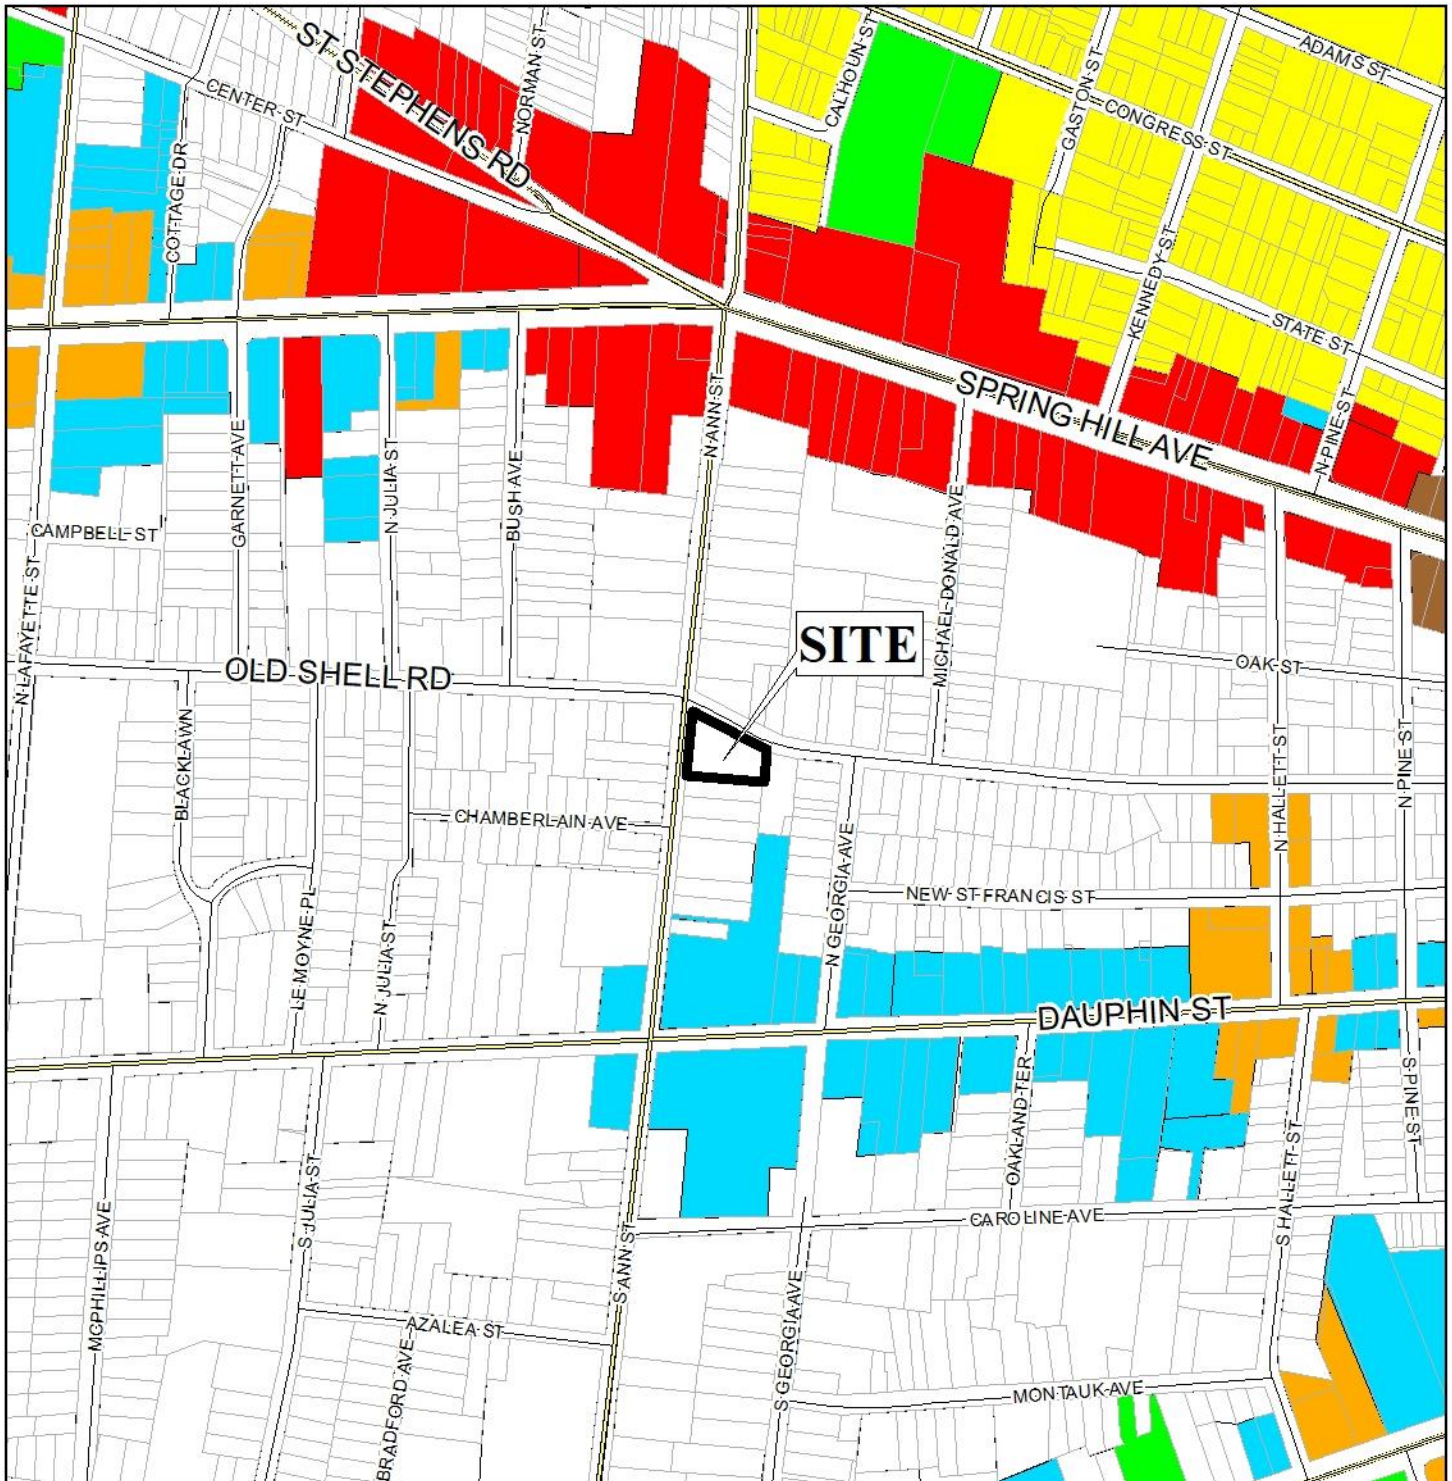 ST STEPHENS RD
NORMAN ST
CALHOUN ST
ADAMS ST
GASTON ST
CENTER ST
CONGRESS ST
COTTAGE DR
KENNEDY ST
STATE ST
SPRING HILL AVE
N ANN ST
N PINE ST
GARNETT AVE
N JULIA ST
BUSH AVE
CAMPBELL ST
MICHAEL DONALD AVE
N LAFAYETTE ST
SITE
OAK ST
OLD SHELL RD
BLACKLAWN
N HALLETT ST
N PINE ST
CHAMBERLAIN AVE
N GEORGIA AVE
NEW ST FRANCIS ST
LE MOYNE PL
N JULIA ST
DAUPHIN ST
OAKLAND TER
S PINE ST
S JULIA ST
S HALLETT ST
MCPHILLIPS AVE
CAROLINE AVE
S ANN ST
S GEORGIA AVE
AZALEA ST
BRADFORD AVE
MONTAUK AVE